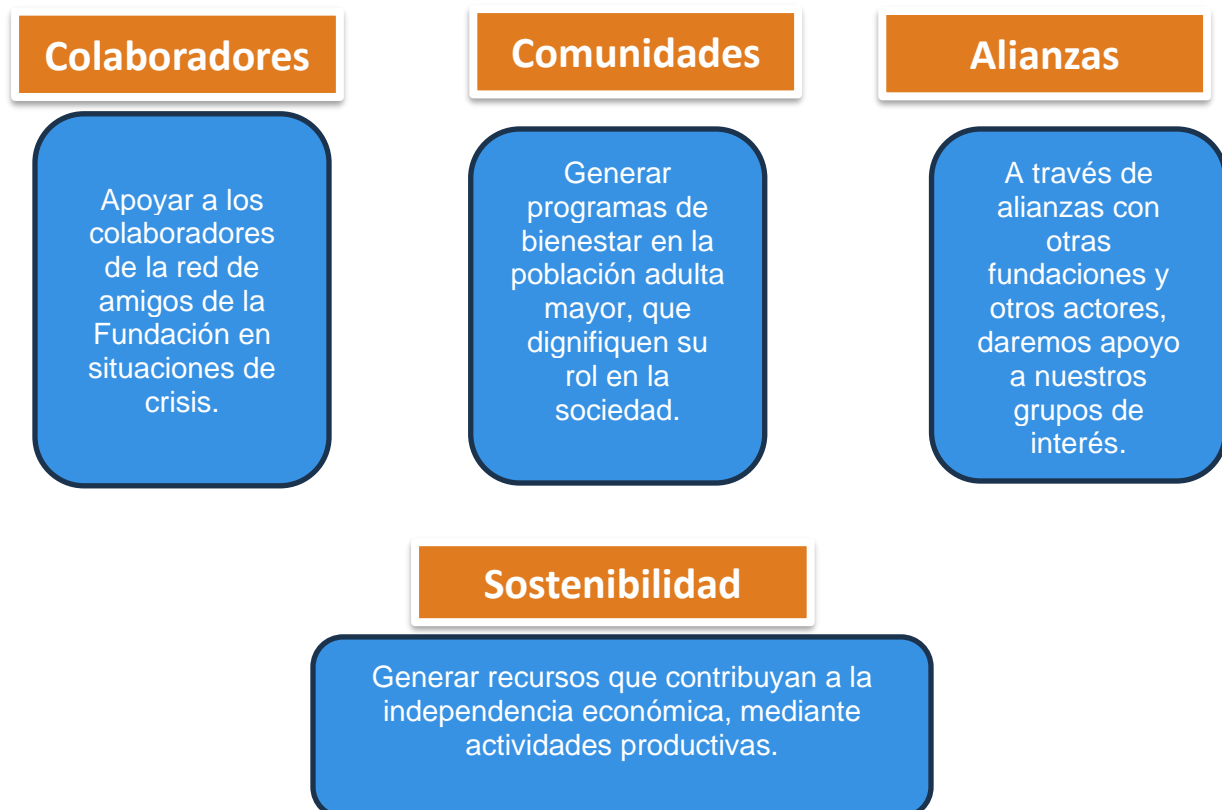 Colaboradores
Apoyar a los
colaboradores
de la red de
amigos de la
Fundación en
situaciones de
crisis.
Comunidades
Generar
programas de
bienestar en la
población adulta
mayor, que
dignifiquen su
rol en la
sociedad.
Alianzas
A través de
alianzas con
otras
fundaciones y
otros actores,
daremos apoyo
a nuestros
grupos de
interés.
Sostenibilidad
Generar recursos que contribuyan a la
independencia económica, mediante
actividades productivas.